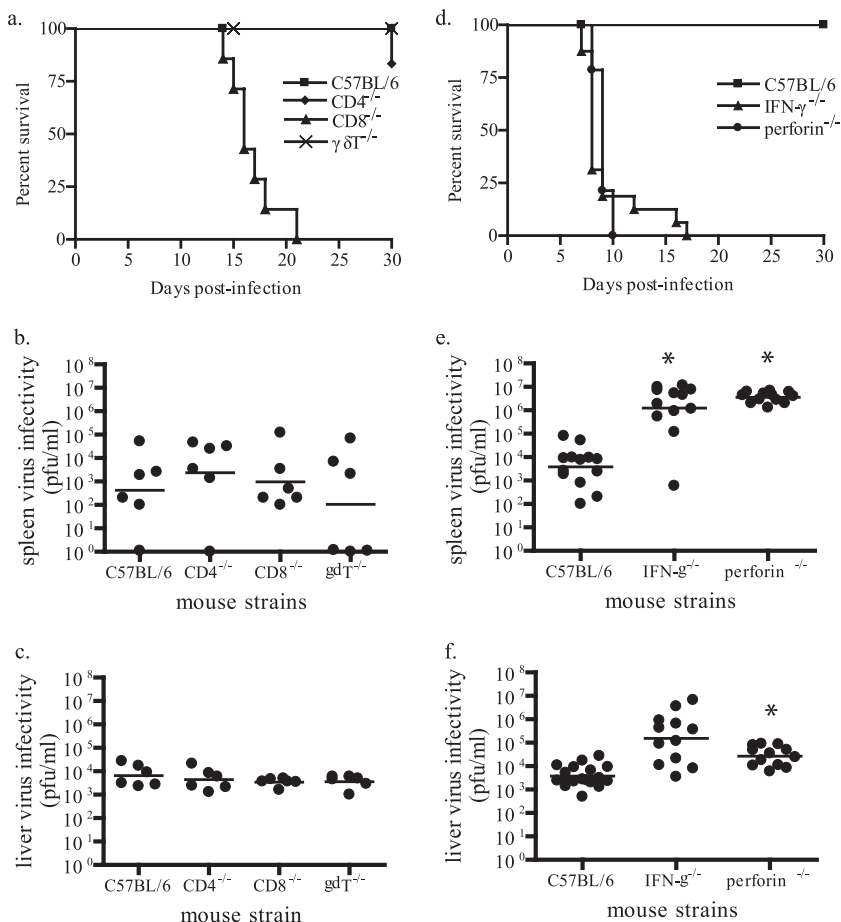 a.
100
75
50
25
0
Percent survival
C57BL/6
CD4-/-
CD8-/-
γδT-/-
0 5 10 15 20 25 30
Days post-infection
d.
100
75
50
25
0
Percent survival
C57BL/6
IFN-γ-/-
perforin-/-
0 5 10 15 20 25 30
Days post-infection
b.
10^8
10^7
10^6
10^5
10^4
10^3
10^2
10^1
10^0
spleen virus infectivity
(pfu/ml)
C57BL/6 CD4-/- CD8-/- gdT-/-
mouse strains
e.
10^8
10^7
10^6
10^5
10^4
10^3
10^2
10^1
10^0
spleen virus infectivity
(pfu/ml)
* *
C57BL/6 IFN-g-/- perforin -/-
mouse strains
c.
10^8
10^7
10^6
10^5
10^4
10^3
10^2
10^1
10^0
liver virus infectivity
(pfu/ml)
C57BL/6 CD4-/- CD8-/- gdT-/-
mouse strain
f.
10^8
10^7
10^6
10^5
10^4
10^3
10^2
10^1
10^0
liver virus infectivity
(pfu/ml)
*
C57BL/6 IFN-g-/- perforin -/-
mouse strains